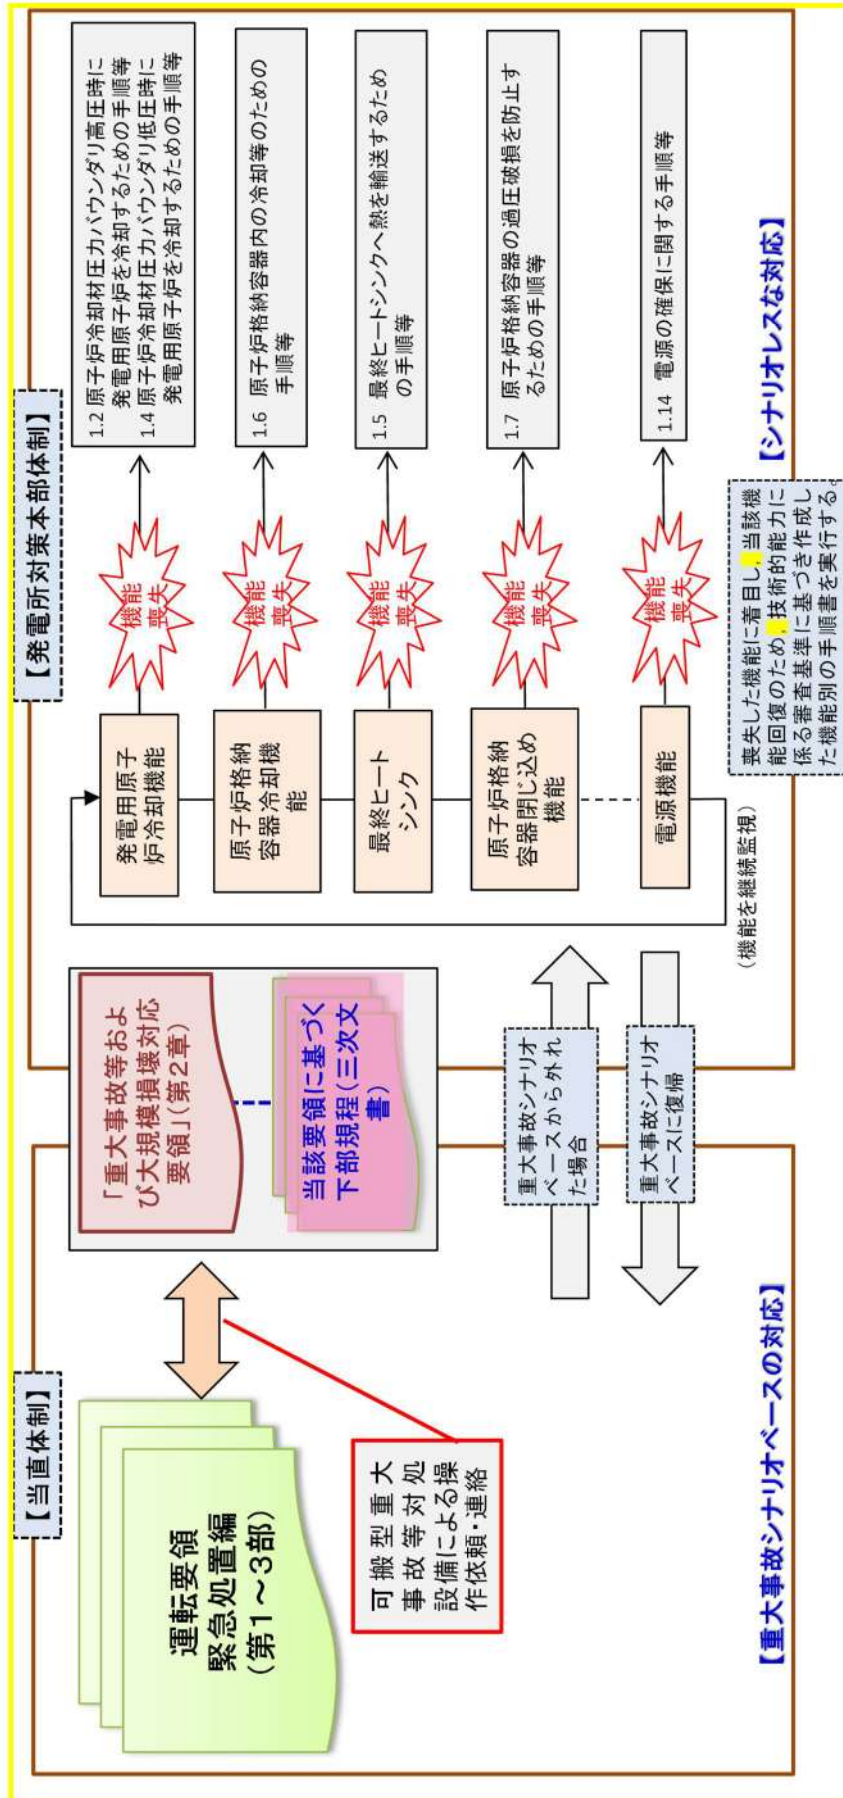 【当直体制】
運転要領
緊急処置編
(第1～3部)
可搬型重大
事故等対処
設備による操
作依頼・連絡
【重大事故シナリオベースの対応】
「重大事故等およ
び大規模損壊対応
要領」(第2章)
当該要領に基づく
下部規程(三次文
書)
重大事故シナリオ
ベースから外れ
た場合
重大事故シナリオ
ベースに復帰
【発電所対策本部体制】
発電用原子
炉冷却機能
機能
喪失
1.2 原子炉冷却材圧力バウンダリ高圧時に
発電用原子炉を冷却するための手順等
1.4 原子炉冷却材圧力バウンダリ低圧時に
発電用原子炉を冷却するための手順等
原子炉格納
容器冷却機
能
機能
喪失
1.6 原子炉格納容器内の冷却等のための
手順等
最終ヒート
シンク
機能
喪失
1.5 最終ヒートシンクへ熱を輸送するため
の手順等
原子炉格納
容器閉じ込め
機能
機能
喪失
1.7 原子炉格納容器の過圧破損を防止す
るための手順等
電源機能
機能
喪失
1.14 電源の確保に関する手順等
(機能を継続監視)
喪失した機能に着目し,当該機
能回復のため,技術的能力に
係る審査基準に基づき作成し
た機能別の手順書を実行する。
【シナリオレスな対応】